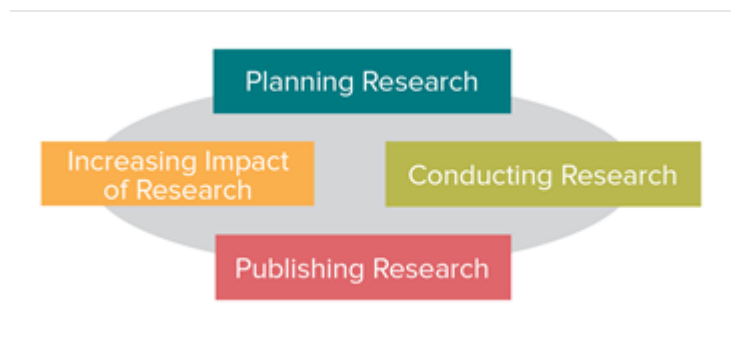 Planning Research
Increasing Impact
of Research
Conducting Research
Publishing Research